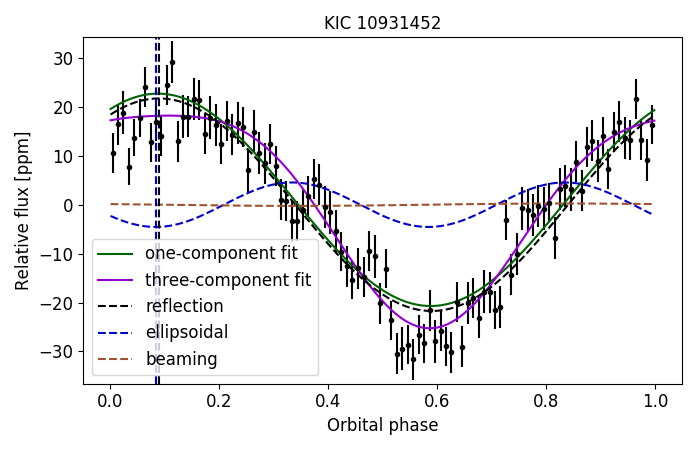 KIC 10931452
Relative flux [ppm]
30
20
10
0
−10
−20
−30
one-component fit
three-component fit
reflection
ellipsoidal
beaming
0.0 0.2 0.4 0.6 0.8 1.0
Orbital phase